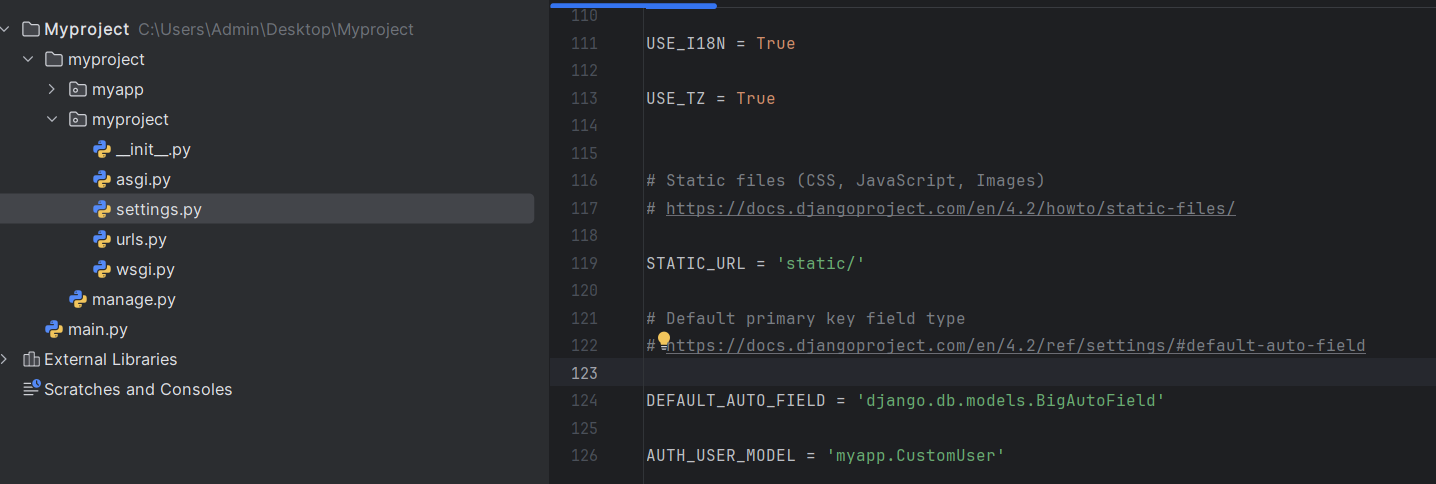 Myproject C:\Users\Admin\Desktop\Myproject
myproject
myapp
myproject
__init__.py
asgi.py
settings.py
urls.py
wsgi.py
manage.py
main.py
External Libraries
Scratches and Consoles
110
111 USE_I18N = True
112
113 USE_TZ = True
114
115
116 # Static files (CSS, JavaScript, Images)
117 # https://docs.djangoproject.com/en/4.2/howto/static-files/
118
119 STATIC_URL = 'static/'
120
121 # Default primary key field type
122 # https://docs.djangoproject.com/en/4.2/ref/settings/#default-auto-field
123
124 DEFAULT_AUTO_FIELD = 'django.db.models.BigAutoField'
125
126 AUTH_USER_MODEL = 'myapp.CustomUser'